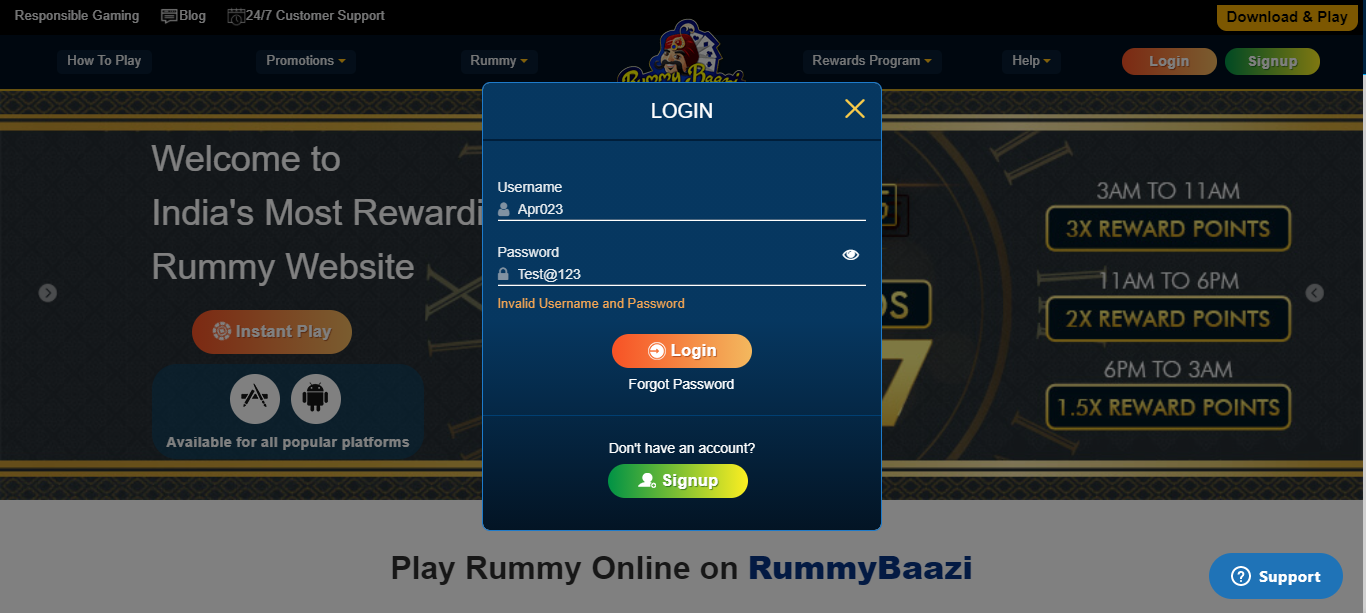 Responsible Gaming Blog 24/7 Customer Support Download & Play
How To Play Promotions Rummy Rummy Baazi Rewards Program Help Login Signup
LOGIN
Welcome to
India's Most Rewardi
Rummy Website
Instant Play
Available for all popular platforms
Username
Apr023
Password
Test@123
Invalid Username and Password
Login
Forgot Password
Don't have an account?
Signup
3AM TO 11AM
3X REWARD POINTS
11AM TO 6PM
2X REWARD POINTS
6PM TO 3AM
1.5X REWARD POINTS
Play Rummy Online on RummyBaazi
Support